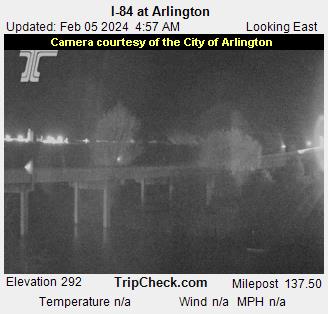 I-84 at Arlington
Updated: Feb 05 2024 4:57 AM Looking East
Camera courtesy of the City of Arlington
Elevation 292 TripCheck.com Milepost 137.50
Temperature n/a Wind n/a MPH n/a